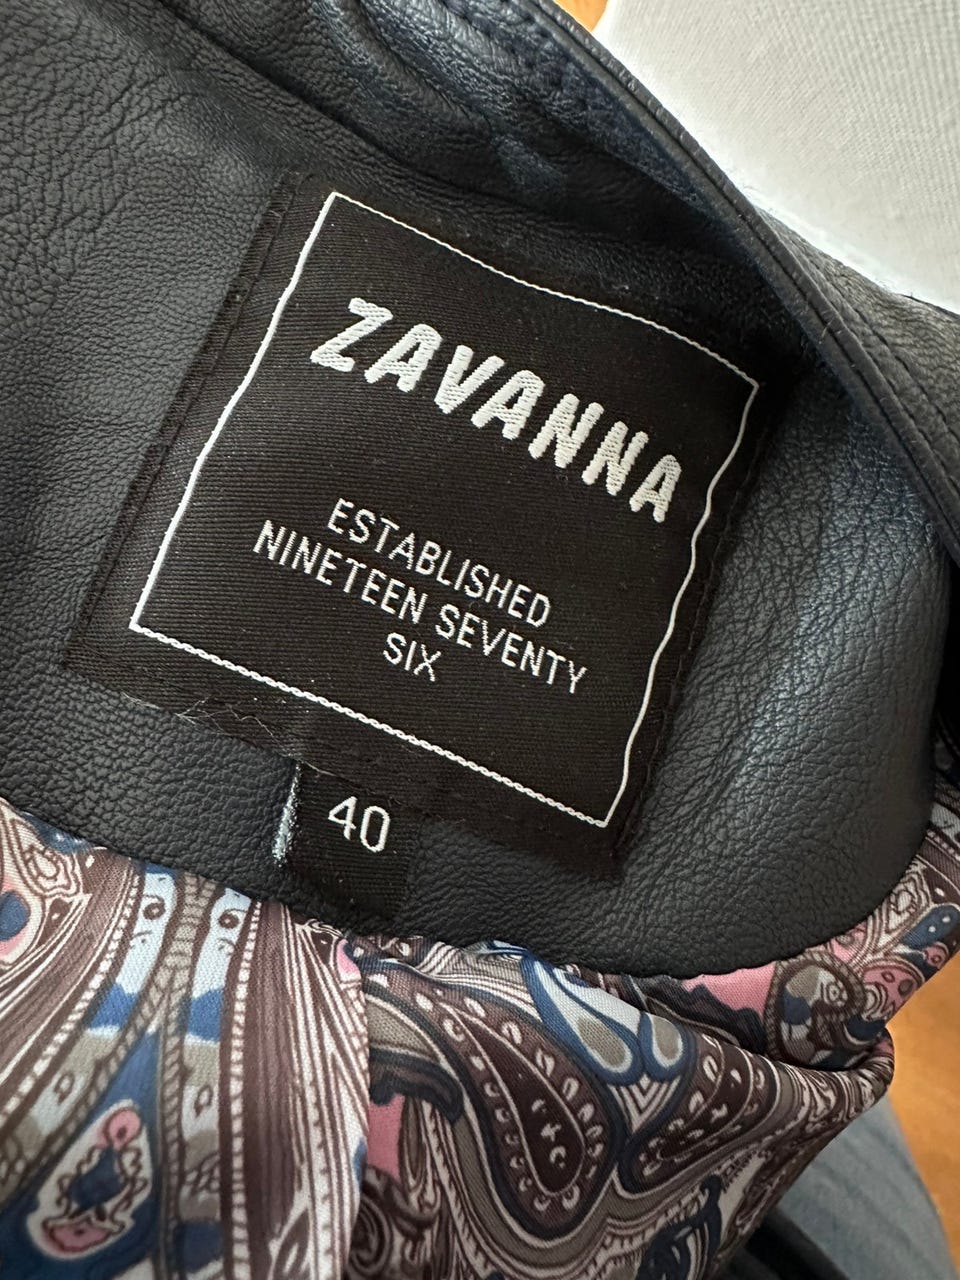 ZAVANNA
ESTABLISHED
NINETEEN SEVENTY
SIX
40